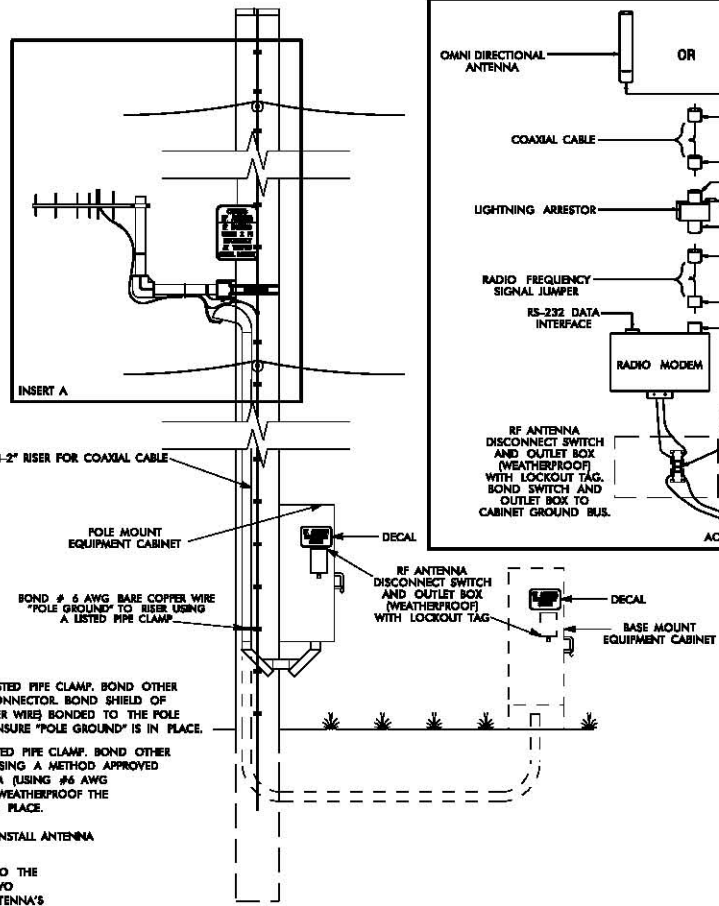 OMNI DIRECTIONAL
ANTENNA
OR
COAXIAL CABLE
LIGHTNING ARRESTOR
RADIO FREQUENCY
SIGNAL JUMPER
RS-232 DATA
INTERFACE
RADIO MODEM
RF ANTENNA
DISCONNECT SWITCH
AND OUTLET BOX
(WEATHERPROOF)
WITH LOCKOUT TAG.
BOND SWITCH AND
OUTLET BOX TO
CABINET GROUND BUS.
AC
INSERT A
-2" RISER FOR COAXIAL CABLE
POLE MOUNT
EQUIPMENT CABINET
DECAL
RF ANTENNA
DISCONNECT SWITCH
AND OUTLET BOX
(WEATHERPROOF)
WITH LOCKOUT TAG
BOND # 6 AWG BARE COPPER WIRE
"POLE GROUND" TO RISER USING
A LISTED PIPE CLAMP
DECAL
BASE MOUNT
EQUIPMENT CABINET
STED PIPE CLAMP. BOND OTHER
ONNECTOR. BOND SHIELD OF
ER WIRE) BONDED TO THE POLE
NSURE "POLE GROUND" IS IN PLACE.
TED PIPE CLAMP. BOND OTHER
SING A METHOD APPROVED
A (USING #6 AWG
WEATHERPROOF THE
PLACE.
NSTALL ANTENNA
O THE
VO
TENNA'S